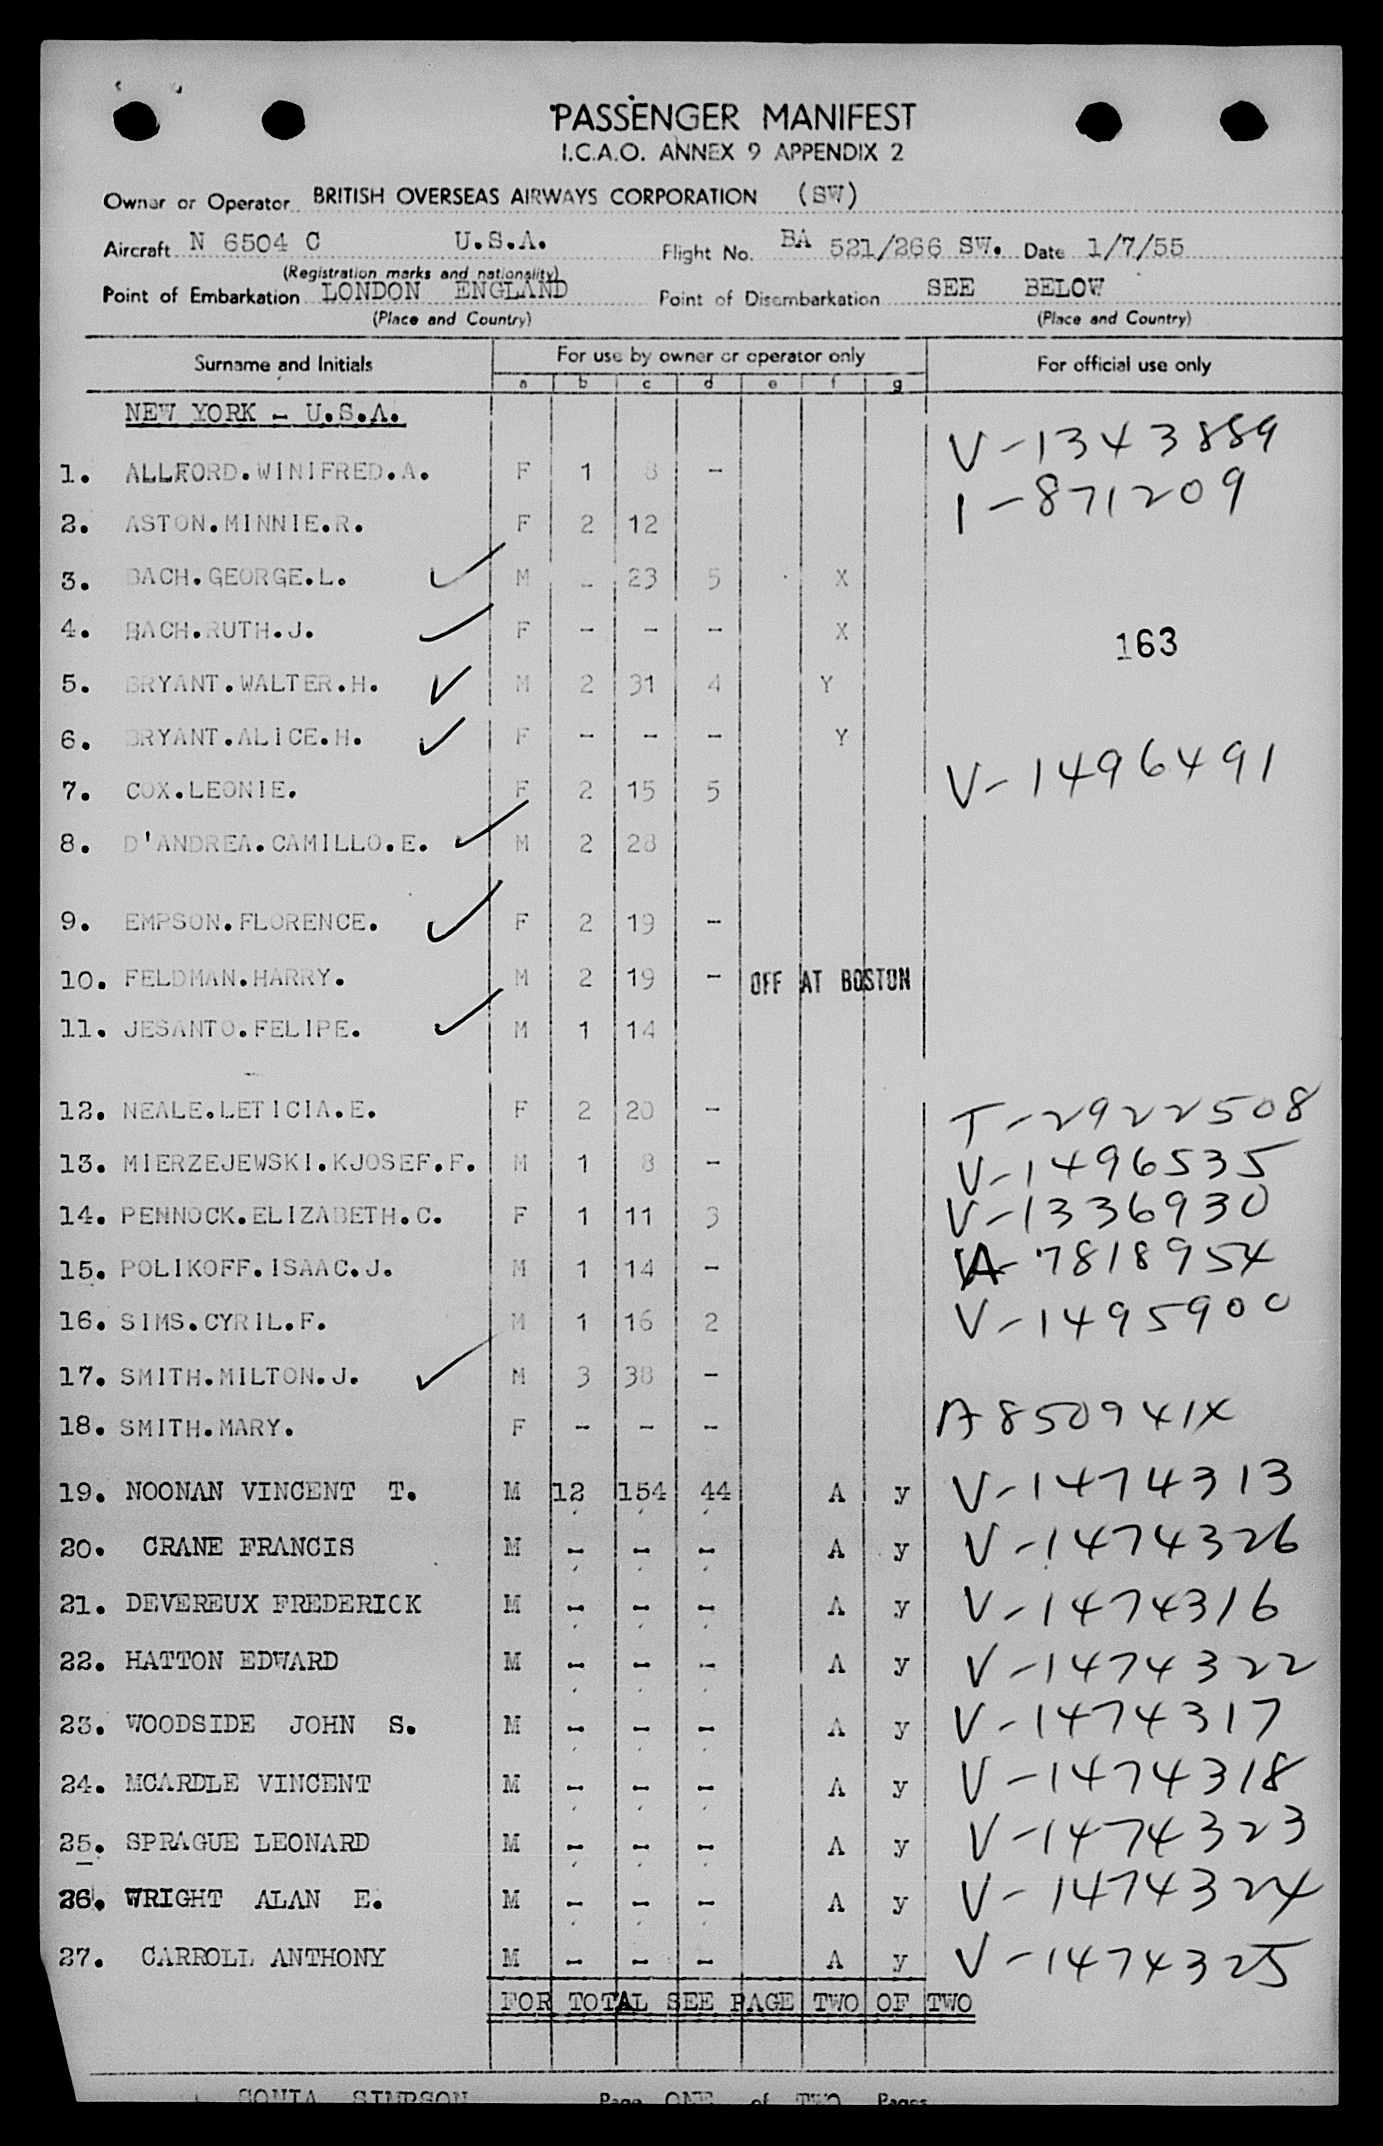 PASSENGER MANIFEST
I.C.A.O. ANNEX 9 APPENDIX 2
Owner or Operator BRITISH OVERSEAS AIRWAYS CORPORATION (SW)
Aircraft N 6504 C U.S.A. Flight No. BA 521/266 SW. Date 1/7/55
(Registration marks and nationality)
Point of Embarkation LONDON ENGLAND Point of Disembarkation SEE BELOW
(Place and Country) (Place and Country)
Surname and Initials For use by owner or operator only For official use only
a b c d e f g
NEW YORK - U.S.A.
V-1343889
1. ALLFORD.WINIFRED.A. F 1 8 -
1-871209
2. ASTON.MINNIE.R. F 2 12
3. BACH.GEORGE.L. ✓ M - 23 5 X
4. BACH.RUTH.J. ✓ F - - - X 163
5. BRYANT.WALTER.H. ✓ M 2 31 4 Y
6. BRYANT.ALICE.H. ✓ F - - - Y
7. COX.LEONIE. F 2 15 5 V-1496491
8. D'ANDREA.CAMILLO.E. ✓ M 2 28
9. EMPSON.FLORENCE. ✓ F 2 19 -
10. FELDMAN.HARRY. M 2 19 - OFF AT BOSTON
11. JESANTO.FELIPE. ✓ M 1 14
12. NEALE.LETICIA.E. F 2 20 - T-2922508
13. MIERZEJEWSKI.KJOSEF.F. M 1 8 - V-1496535
14. PENNOCK.ELIZABETH.C. F 1 11 3 V-1336930
15. POLIKOFF.ISAAC.J. M 1 14 - A-7818954
16. SIMS.CYRIL.F. M 1 16 2 V-1495900
17. SMITH.MILTON.J. ✓ M 3 38 -
18. SMITH.MARY. F - - - A850941X
19. NOONAN VINCENT T. M 12 154 44 A y V-1474313
20. CRANE FRANCIS M - - - A y V-1474326
21. DEVEREUX FREDERICK M - - - A y V-1474316
22. HATTON EDWARD M - - - A y V-1474322
23. WOODSIDE JOHN S. M - - - A y V-1474317
24. MCARDLE VINCENT M - - - A y V-1474318
25. SPRAGUE LEONARD M - - - A y V-1474323
26. WRIGHT ALAN E. M - - - A y V-1474324
27. CARROLL ANTHONY M - - - A y V-1474325
FOR TOTAL SEE PAGE TWO OF TWO
SONIA SIMPSON Page ONE of TWO Pages